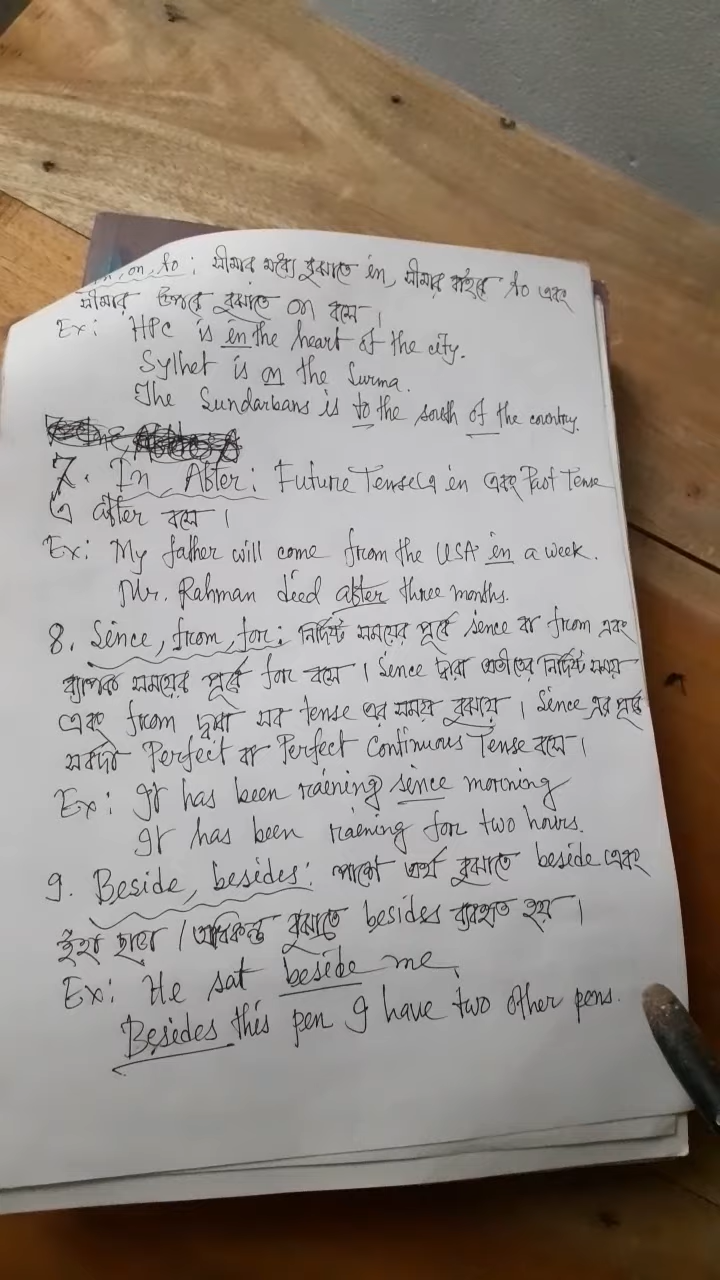 in, on, to : সীমার মধ্যে বুঝাতে in, সীমার বাইরে to এবং
সীমার উপরে বুঝাতে on বসে।
Ex: HPC is in the heart of the city.
Sylhet is on the Surma.
The Sundarbans is to the south of the country.
7. In, After: Future Tense এ in এবং Past Tense
এ after বসে।
Ex: My father will come from the USA in a week.
Mr. Rahman died after three months.
8. Since, from, for: নির্দিষ্ট সময়ের পূর্বে since বা from এবং
ব্যাপক সময়ের পূর্বে for বসে। Since দ্বারা অতীতের নির্দিষ্ট সময়
এবং from দ্বারা সব tense এর সময় বুঝায়। Since এর পূর্বে
সর্বদা Perfect বা Perfect Continuous Tense বসে।
Ex: It has been raining since morning
It has been raining for two hours.
9. Beside, besides: পাশে অর্থ বুঝাতে beside এবং
ইহা ছাড়া / অধিকন্তু বুঝাতে besides ব্যবহৃত হয়।
Ex: He sat beside me.
Besides this pen I have two other pens.